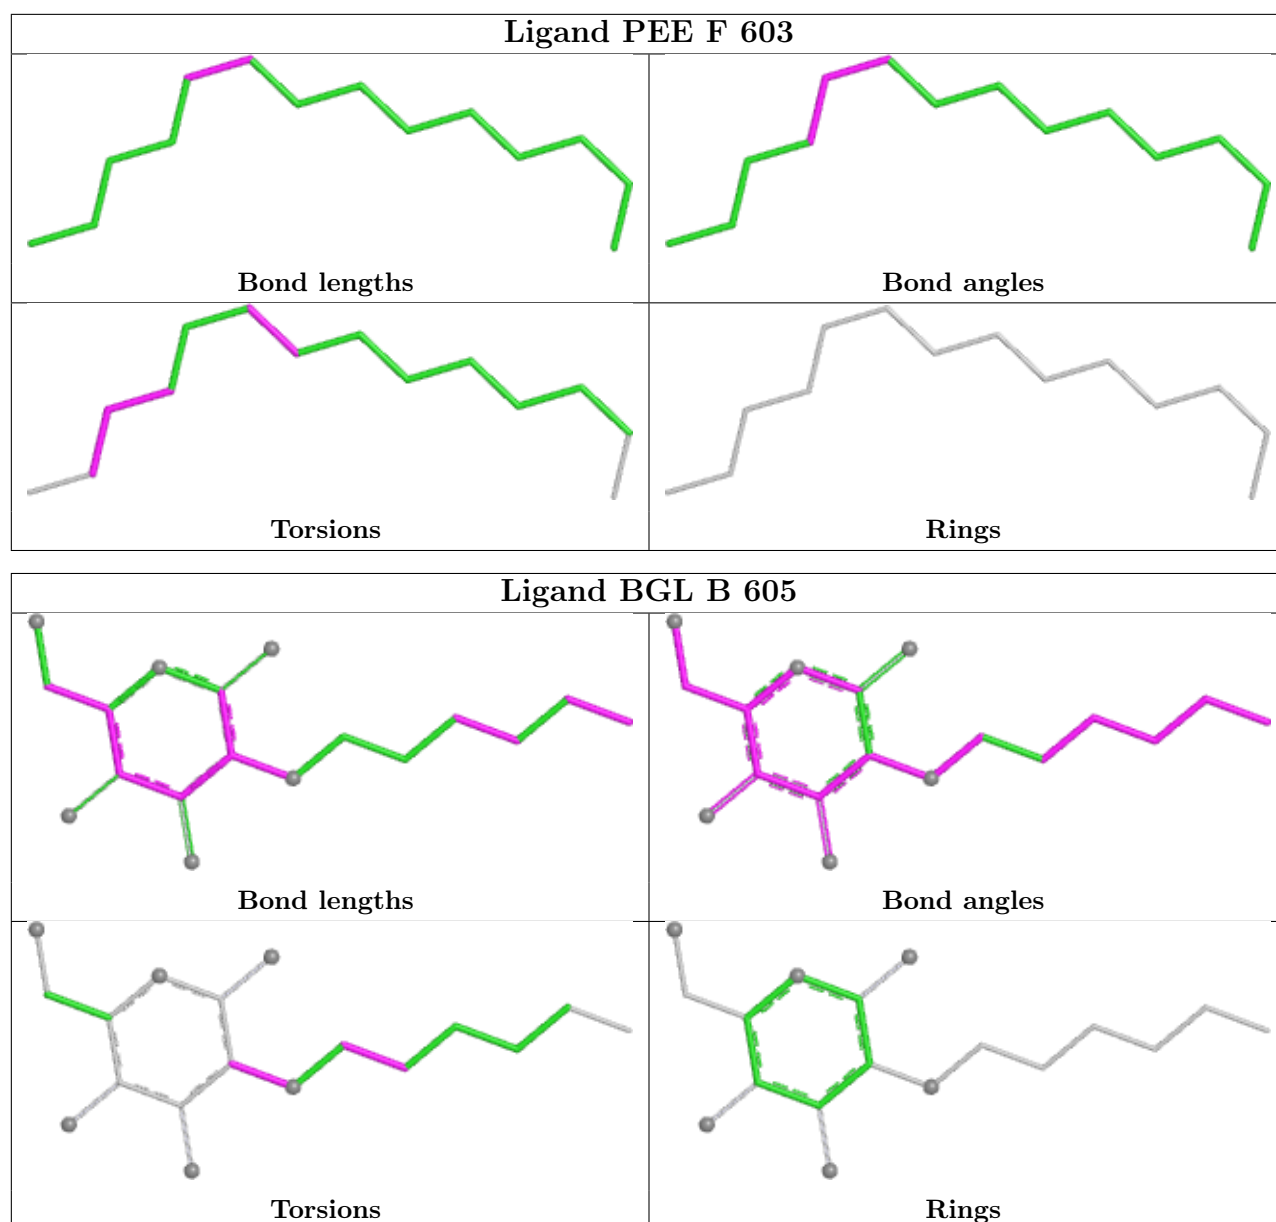 Ligand PEE F 603
Bond lengths
Bond angles
Torsions
Rings
Ligand BGL B 605
Bond lengths
Bond angles
Torsions
Rings